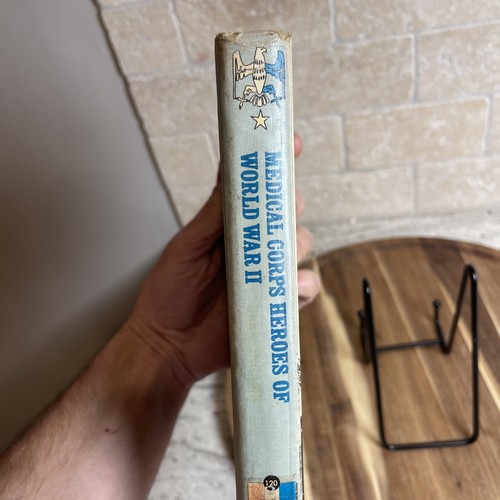 MEDICAL CORPS HEROES OF
WORLD WAR II
120